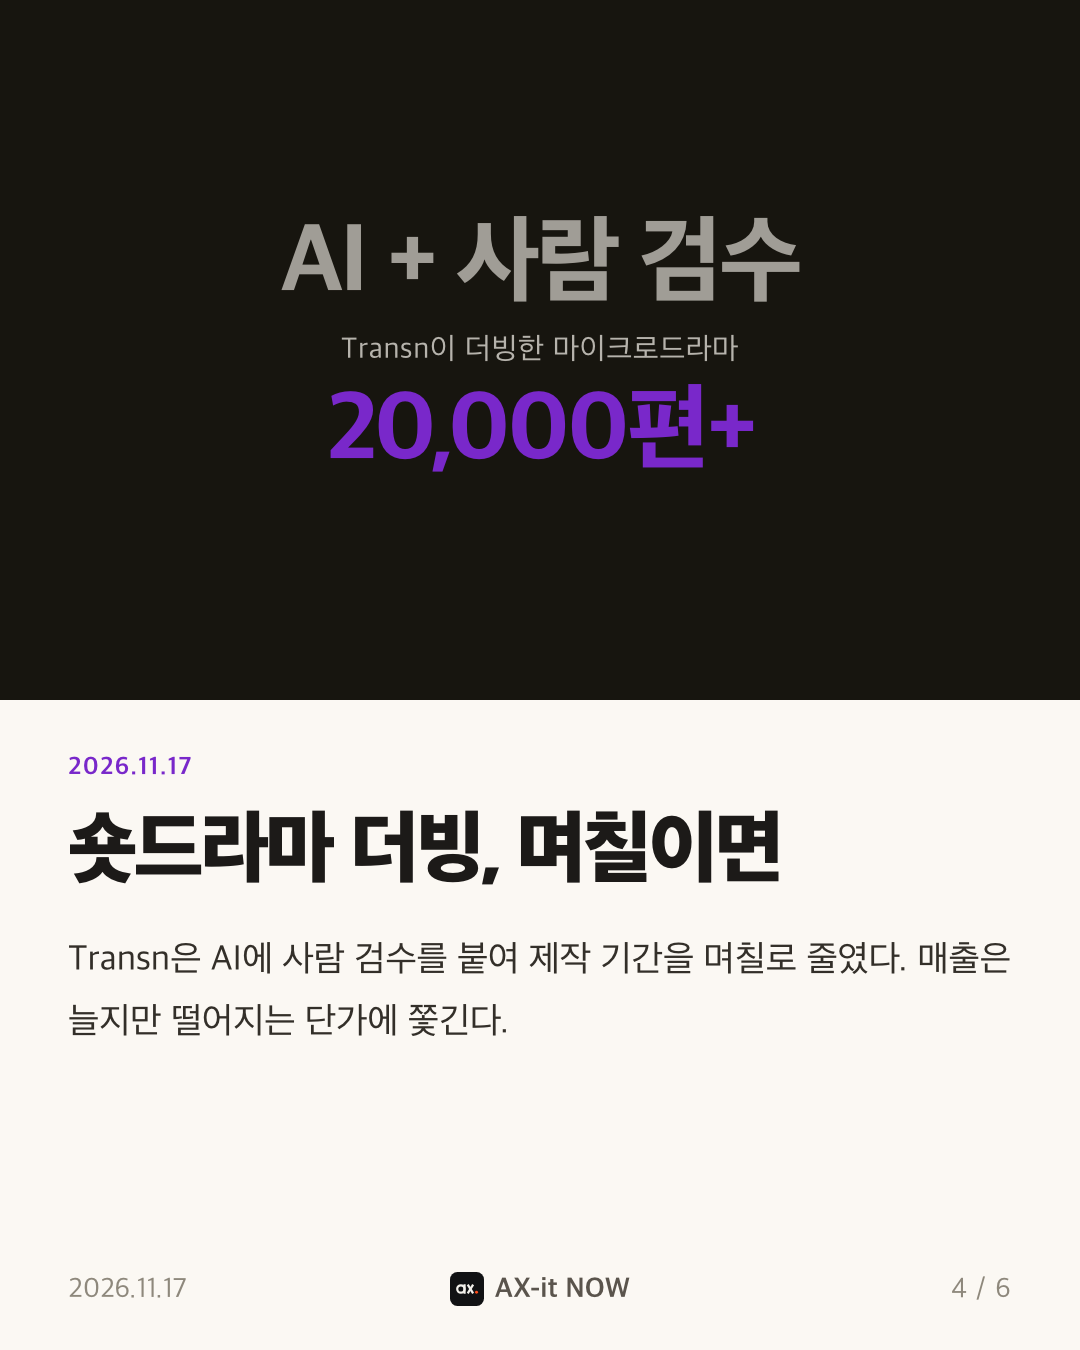 AI + 사람 검수
Transn이 더빙한 마이크로드라마
20,000편+
2026.11.17
숏드라마 더빙, 며칠이면
Transn은 AI에 사람 검수를 붙여 제작 기간을 며칠로 줄였다. 매출은
늘지만 떨어지는 단가에 쫓긴다.
2026.11.17
ax. AX-it NOW
4 / 6